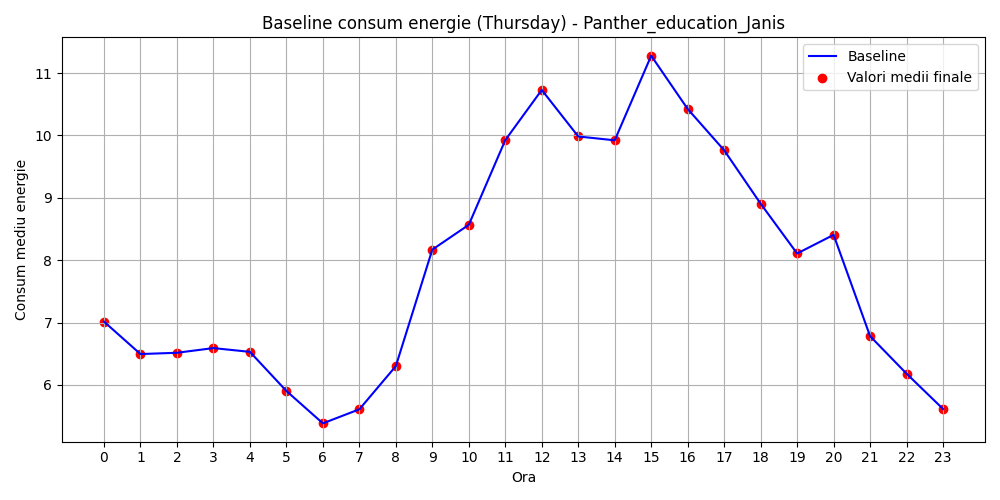 Baseline consum energie (Thursday) - Panther_education_Janis
Baseline
Valori medii finale
Consum mediu energie
11
10
9
8
7
6
0 1 2 3 4 5 6 7 8 9 10 11 12 13 14 15 16 17 18 19 20 21 22 23
Ora